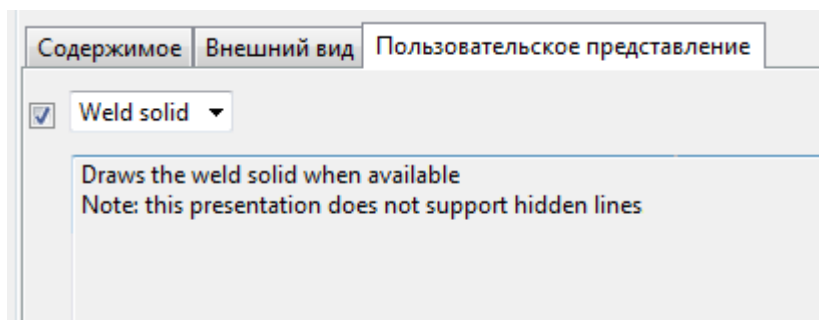 Содержимое Внешний вид Пользовательское представление
Weld solid
Draws the weld solid when available
Note: this presentation does not support hidden lines